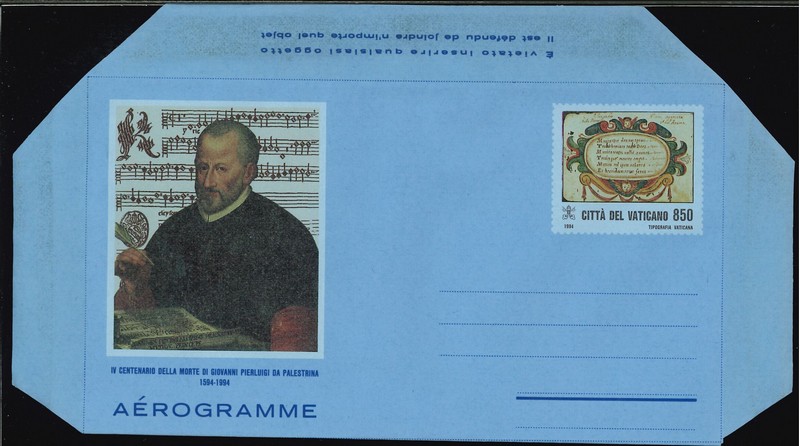 Il est défendu de joindre n'importe quel objet
È vietato inserire qualsiasi oggetto
CITTÀ DEL VATICANO 850
1994 TIPOGRAFIA VATICANA
IV CENTENARIO DELLA MORTE DI GIOVANNI PIERLUIGI DA PALESTRINA
1594-1994
AÉROGRAMME